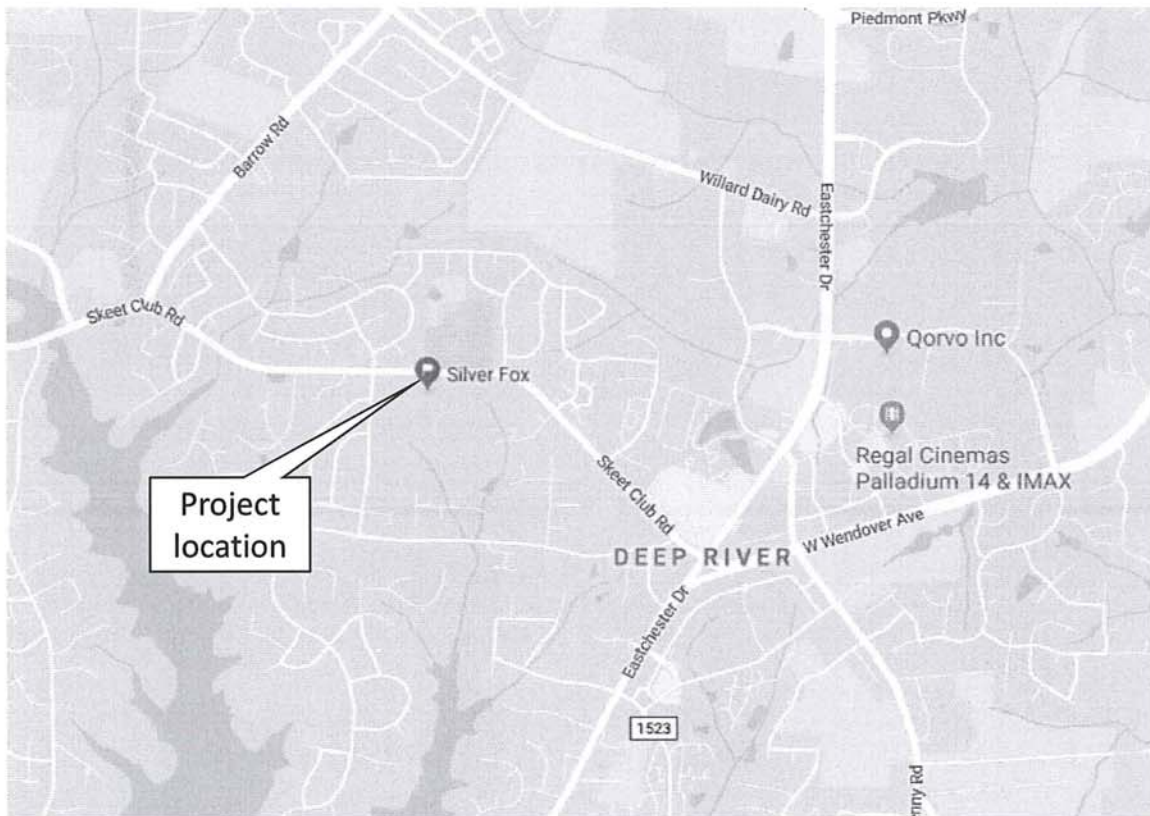 Piedmont Pkwy
Barrow Rd
Willard Dairy Rd
Eastchester Dr
Skeet Club Rd
Qorvo Inc
Silver Fox
Regal Cinemas
Palladium 14 & IMAX
Project
location
Skeet Club Rd
W Wendover Ave
DEEP RIVER
Eastchester Dr
1523